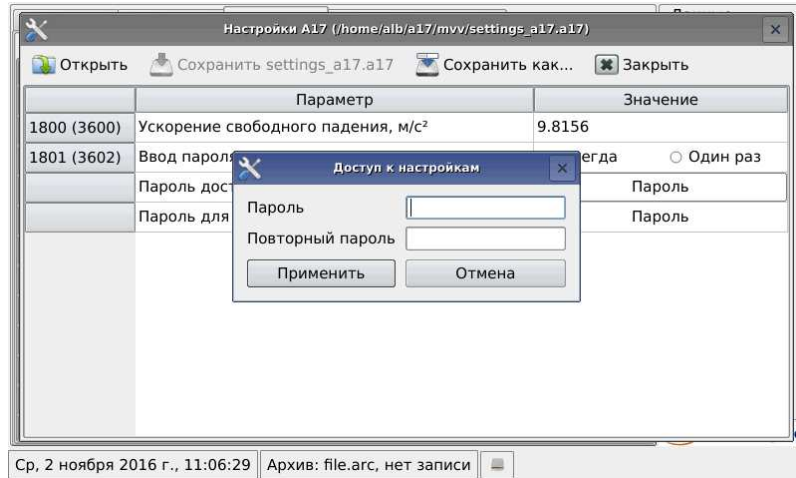 Настройки А17 (/home/alb/a17/mvv/settings_a17.a17)
Открыть Сохранить settings_a17.a17 Сохранить как... Закрыть
Параметр Значение
1800 (3600) Ускорение свободного падения, м/с² 9.8156
1801 (3602) Ввод Один раз
Пароль Пароль
Пароль для Пароль
Доступ к настройкам
Пароль
Повторный пароль
Применить Отмена
Ср, 2 ноября 2016 г., 11:06:29 Архив: file.arc, нет записи